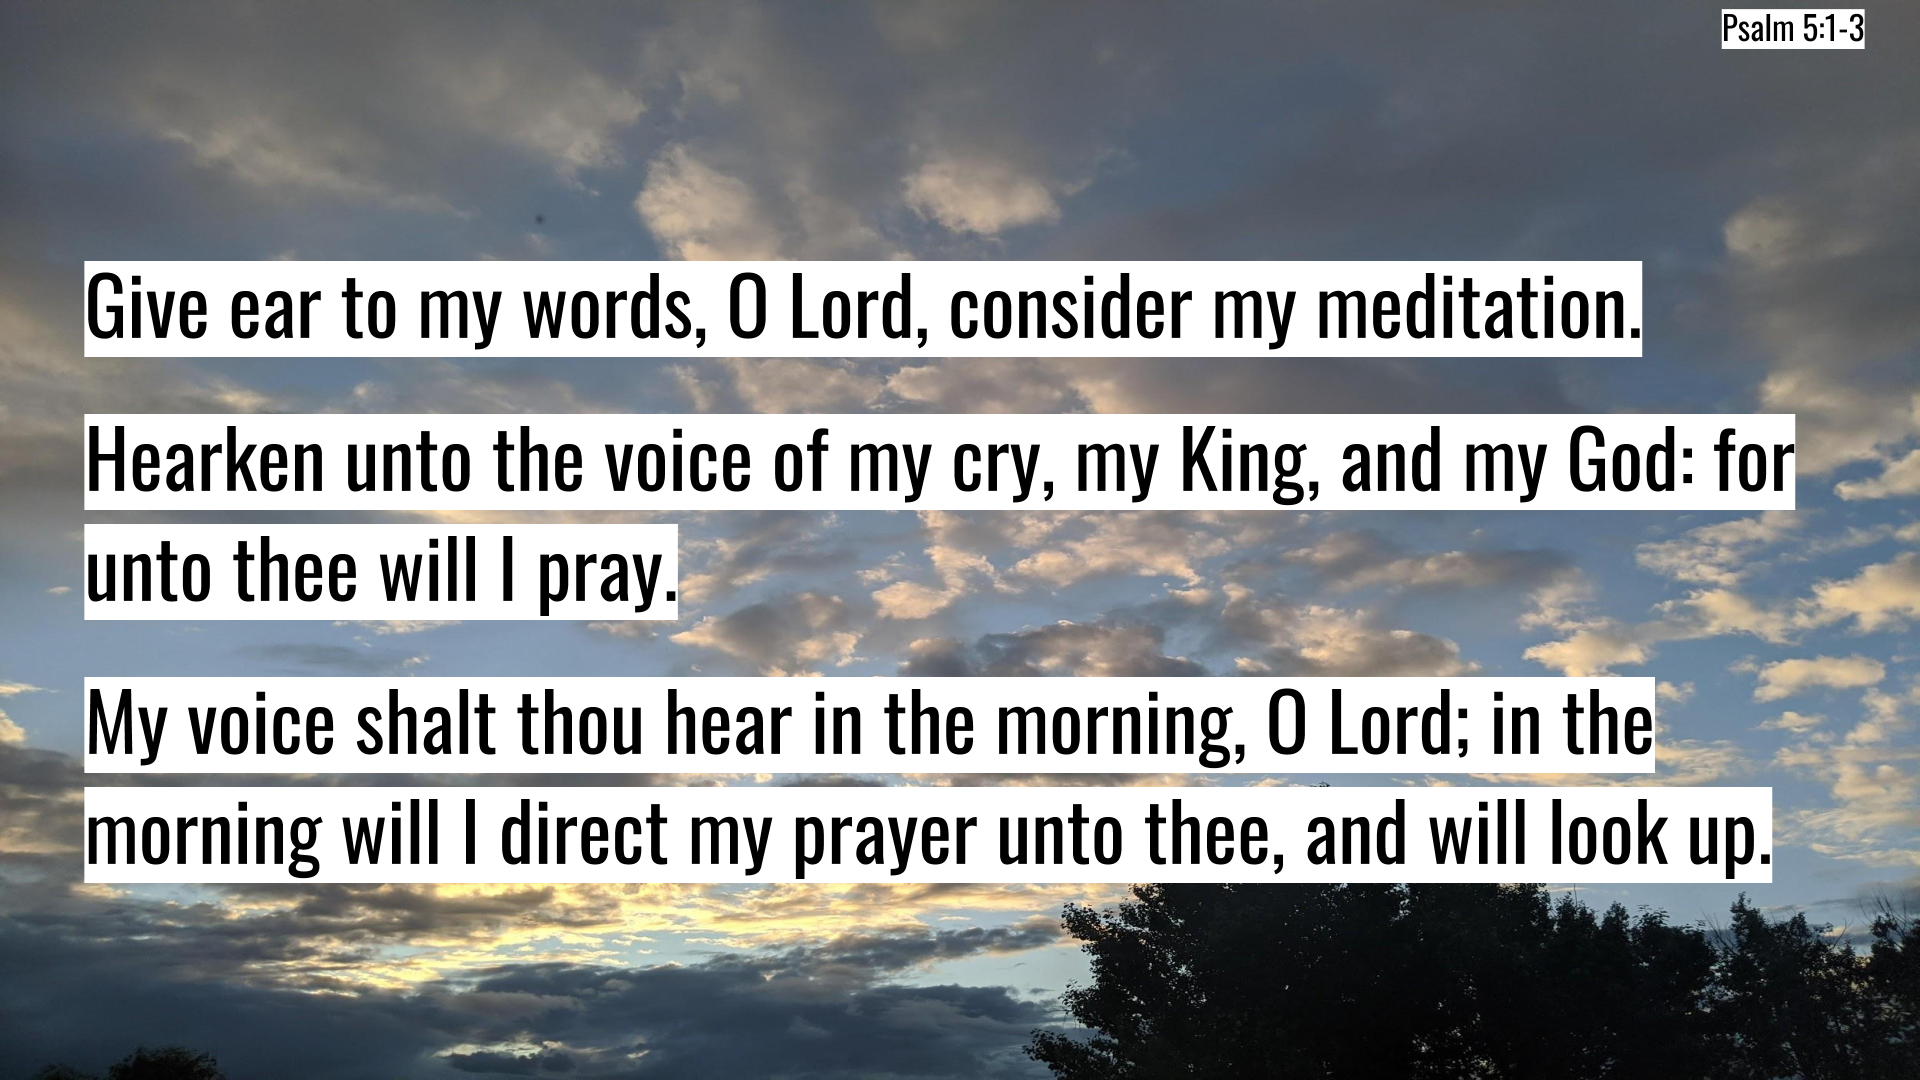 Psalm 5:1-3
Give ear to my words, O Lord, consider my meditation.
Hearken unto the voice of my cry, my King, and my God: for
unto thee will I pray.
My voice shalt thou hear in the morning, O Lord; in the
morning will I direct my prayer unto thee, and will look up.